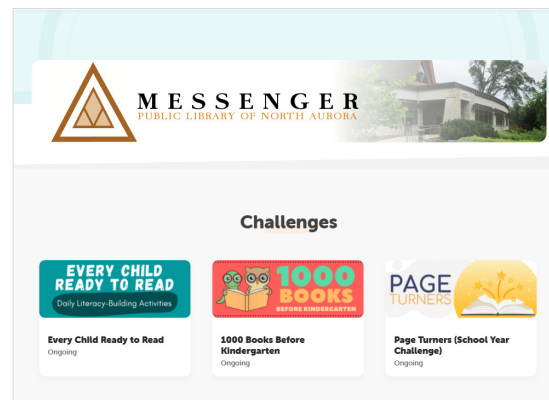 MESSENGER
PUBLIC LIBRARY OF NORTH AURORA
Challenges
EVERY CHILD
READY TO READ
Daily Literacy-Building Activities
Every Child Ready to Read
Ongoing
1000
BOOKS
BEFORE KINDERGARTEN
1000 Books Before
Kindergarten
Ongoing
PAGE
TURNERS
Page Turners (School Year
Challenge)
Ongoing